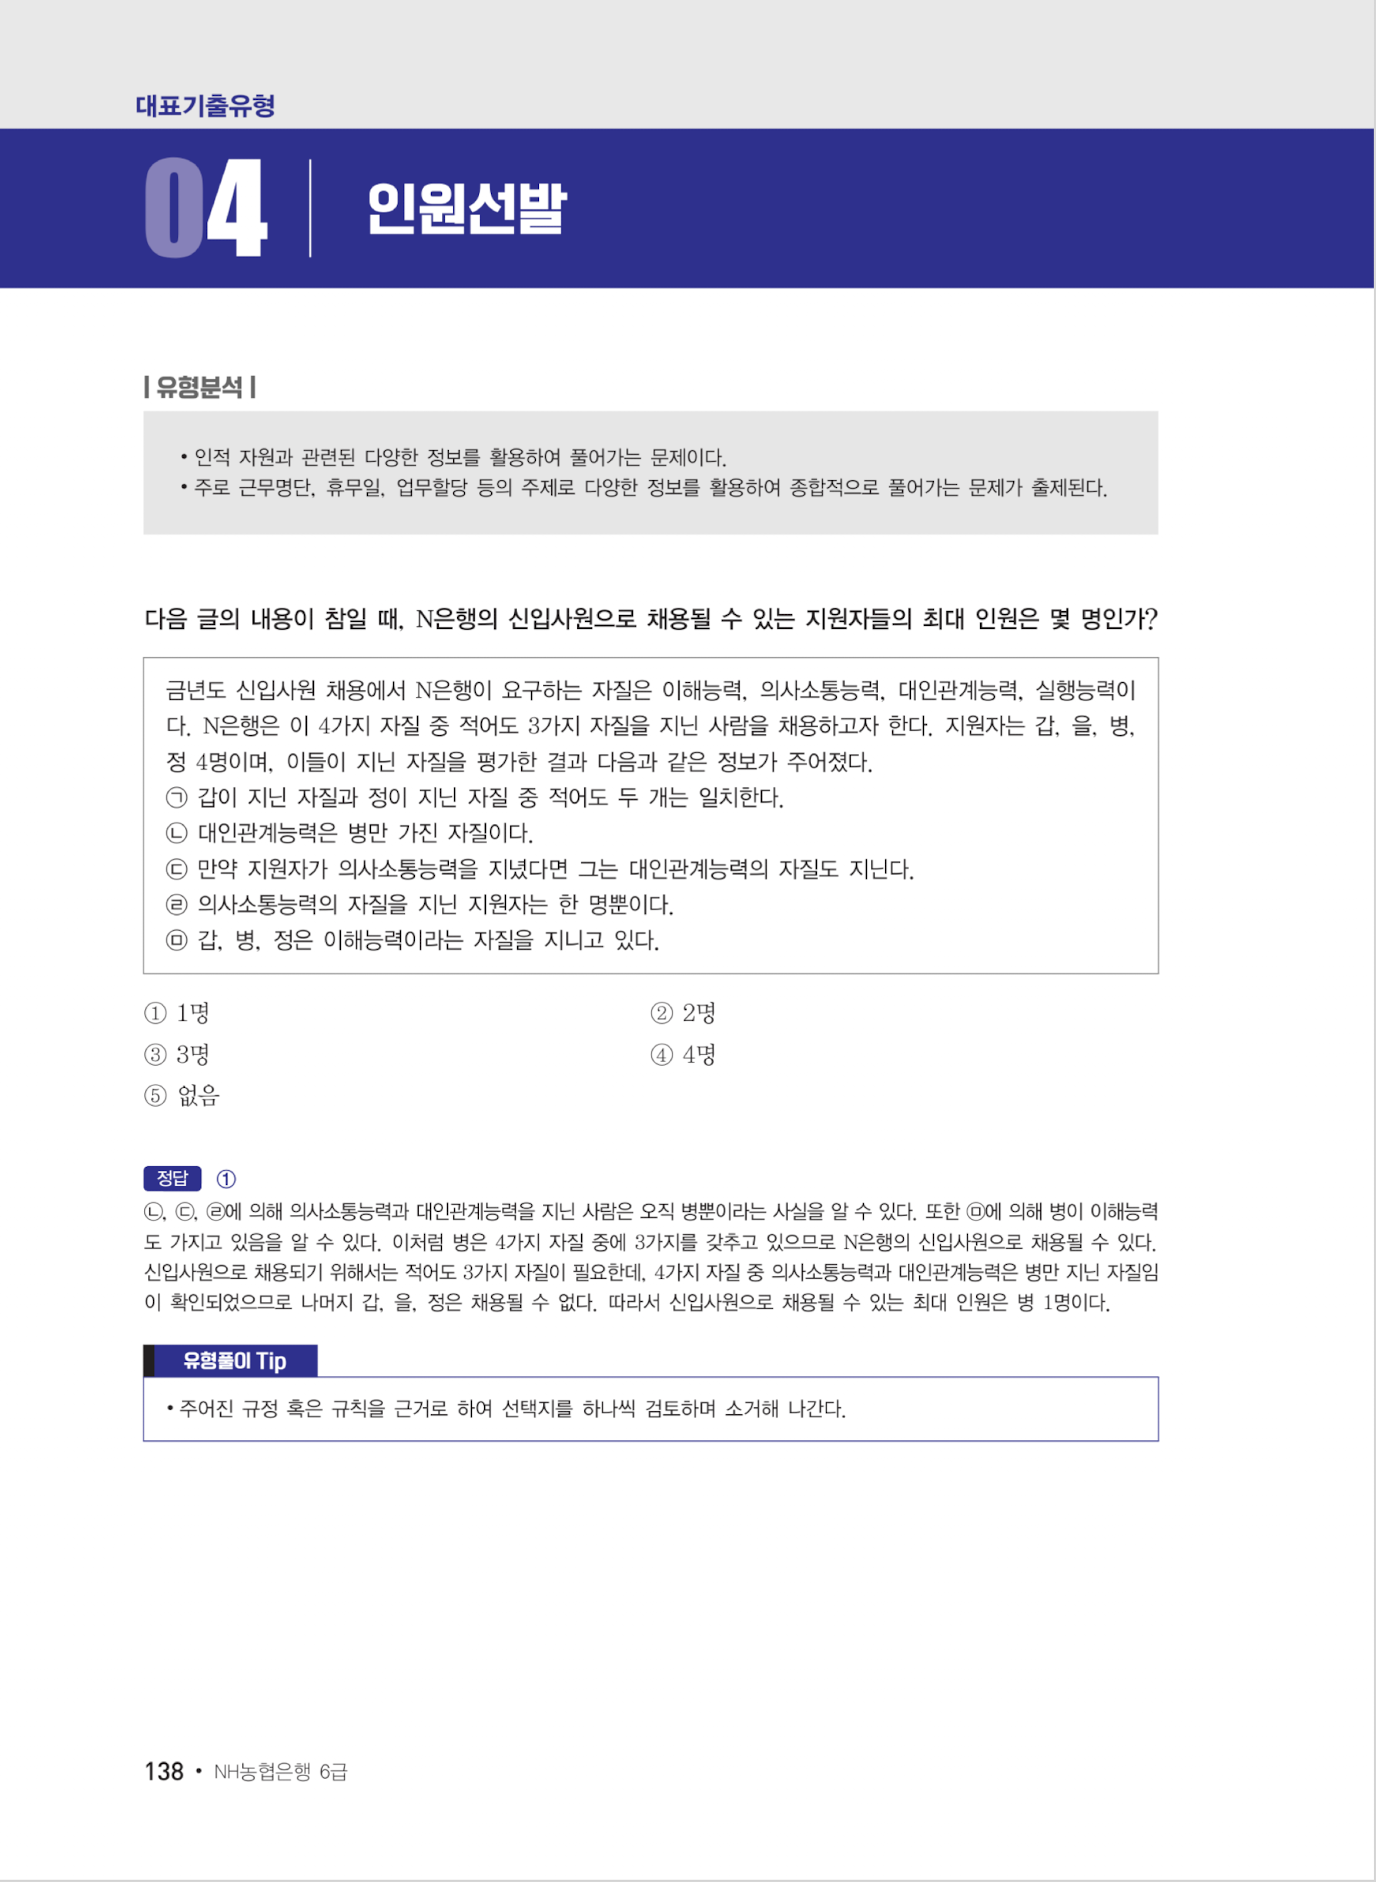 대표기출유형
04 인원선발
| 유형분석 |
• 인적 자원과 관련된 다양한 정보를 활용하여 풀어가는 문제이다.
• 주로 근무명단, 휴무일, 업무할당 등의 주제로 다양한 정보를 활용하여 종합적으로 풀어가는 문제가 출제된다.
다음 글의 내용이 참일 때, N은행의 신입사원으로 채용될 수 있는 지원자들의 최대 인원은 몇 명인가?
금년도 신입사원 채용에서 N은행이 요구하는 자질은 이해능력, 의사소통능력, 대인관계능력, 실행능력이
다. N은행은 이 4가지 자질 중 적어도 3가지 자질을 지닌 사람을 채용하고자 한다. 지원자는 갑, 을, 병,
정 4명이며, 이들이 지닌 자질을 평가한 결과 다음과 같은 정보가 주어졌다.
㉠ 갑이 지닌 자질과 정이 지닌 자질 중 적어도 두 개는 일치한다.
㉡ 대인관계능력은 병만 가진 자질이다.
㉢ 만약 지원자가 의사소통능력을 지녔다면 그는 대인관계능력의 자질도 지닌다.
㉣ 의사소통능력의 자질을 지닌 지원자는 한 명뿐이다.
㉤ 갑, 병, 정은 이해능력이라는 자질을 지니고 있다.
① 1명 ② 2명
③ 3명 ④ 4명
⑤ 없음
정답 ①
㉡, ㉢, ㉣에 의해 의사소통능력과 대인관계능력을 지닌 사람은 오직 병뿐이라는 사실을 알 수 있다. 또한 ㉤에 의해 병이 이해능력
도 가지고 있음을 알 수 있다. 이처럼 병은 4가지 자질 중에 3가지를 갖추고 있으므로 N은행의 신입사원으로 채용될 수 있다.
신입사원으로 채용되기 위해서는 적어도 3가지 자질이 필요한데, 4가지 자질 중 의사소통능력과 대인관계능력은 병만 지닌 자질임
이 확인되었으므로 나머지 갑, 을, 정은 채용될 수 없다. 따라서 신입사원으로 채용될 수 있는 최대 인원은 병 1명이다.
유형풀이 Tip
• 주어진 규정 혹은 규칙을 근거로 하여 선택지를 하나씩 검토하며 소거해 나간다.
138 • NH농협은행 6급